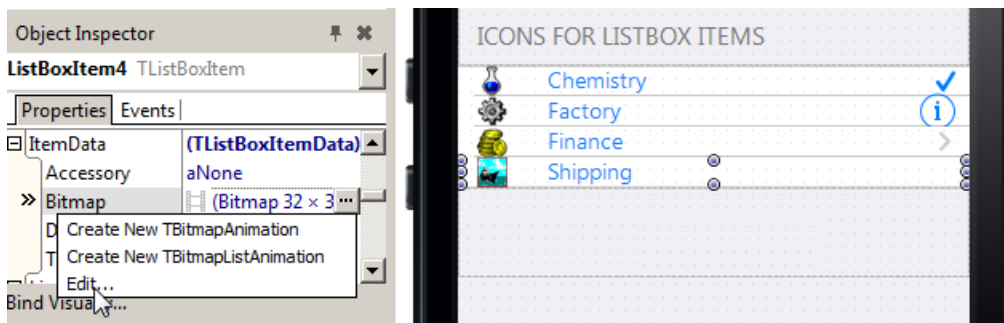 Object Inspector
ListBoxItem4 TListBoxItem
Properties Events
ItemData (TListBoxItemData)
Accessory aNone
Bitmap (Bitmap 32 × 3
D
Create New TBitmapAnimation
T
Create New TBitmapListAnimation
Edit...
Bind
ICONS FOR LISTBOX ITEMS
Chemistry
Factory
Finance
Shipping